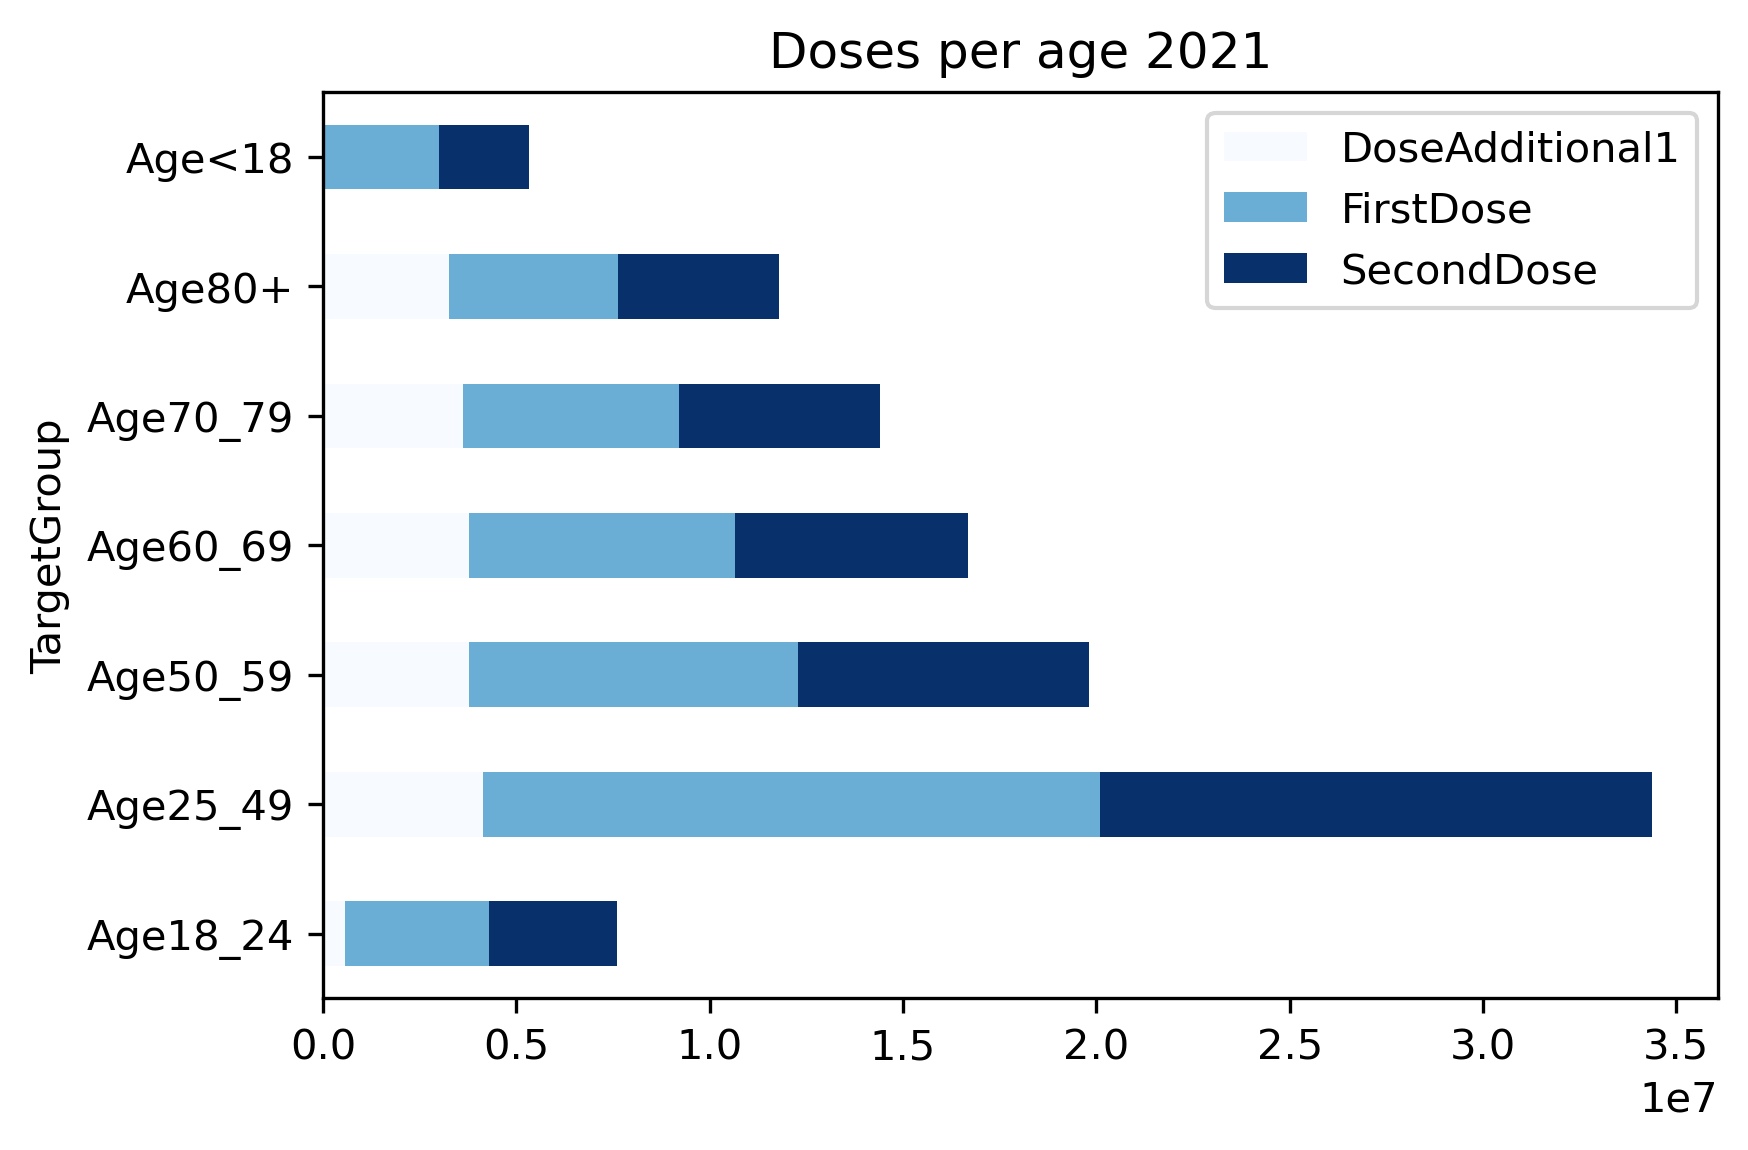 Doses per age 2021
DoseAdditional1
FirstDose
SecondDose
TargetGroup
Age<18
Age80+
Age70_79
Age60_69
Age50_59
Age25_49
Age18_24
0.0 0.5 1.0 1.5 2.0 2.5 3.0 3.5
1e7